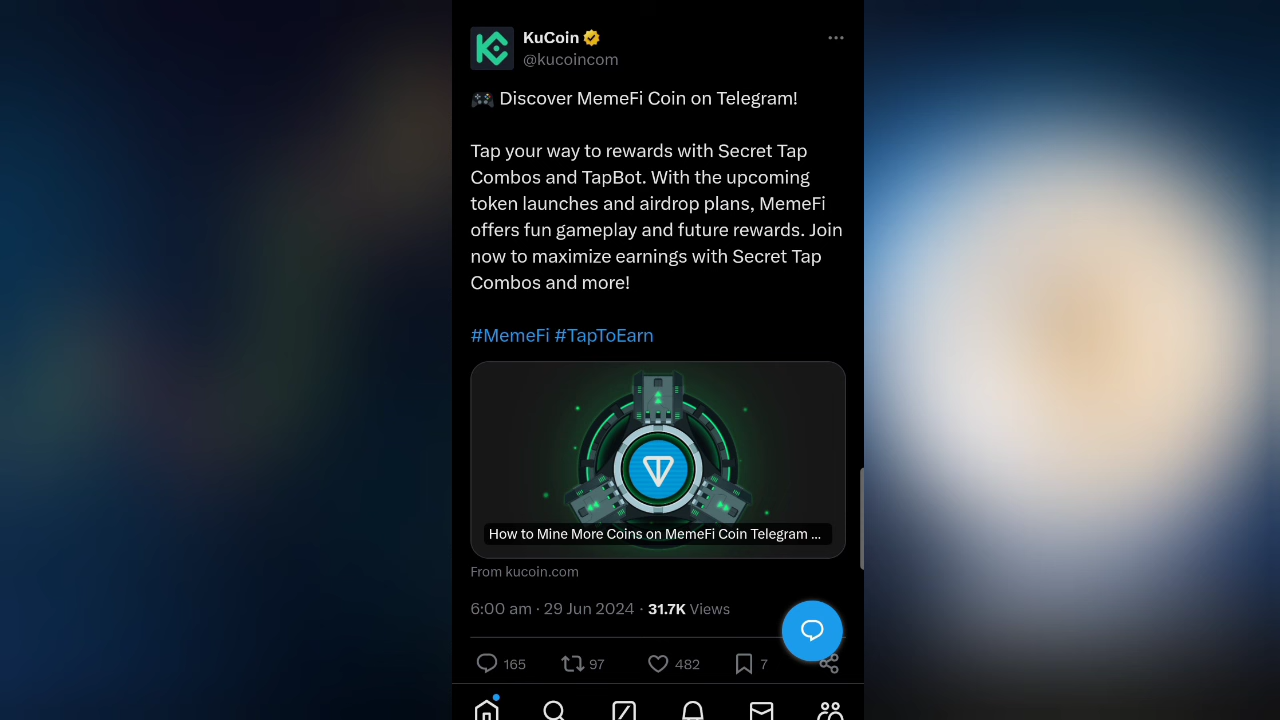 KuCoin
@kucoincom
🎮 Discover MemeFi Coin on Telegram!
Tap your way to rewards with Secret Tap
Combos and TapBot. With the upcoming
token launches and airdrop plans, MemeFi
offers fun gameplay and future rewards. Join
now to maximize earnings with Secret Tap
Combos and more!
#MemeFi #TapToEarn
How to Mine More Coins on MemeFi Coin Telegram ...
From kucoin.com
6:00 am · 29 Jun 2024 · 31.7K Views
165 97 482 7